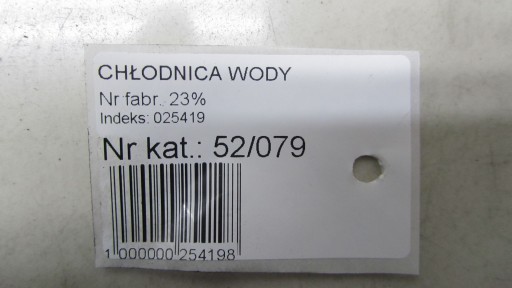 CHŁODNICA WODY
Nr fabr. 23%
Indeks: 025419
Nr kat.: 52/079
1 000000 254198